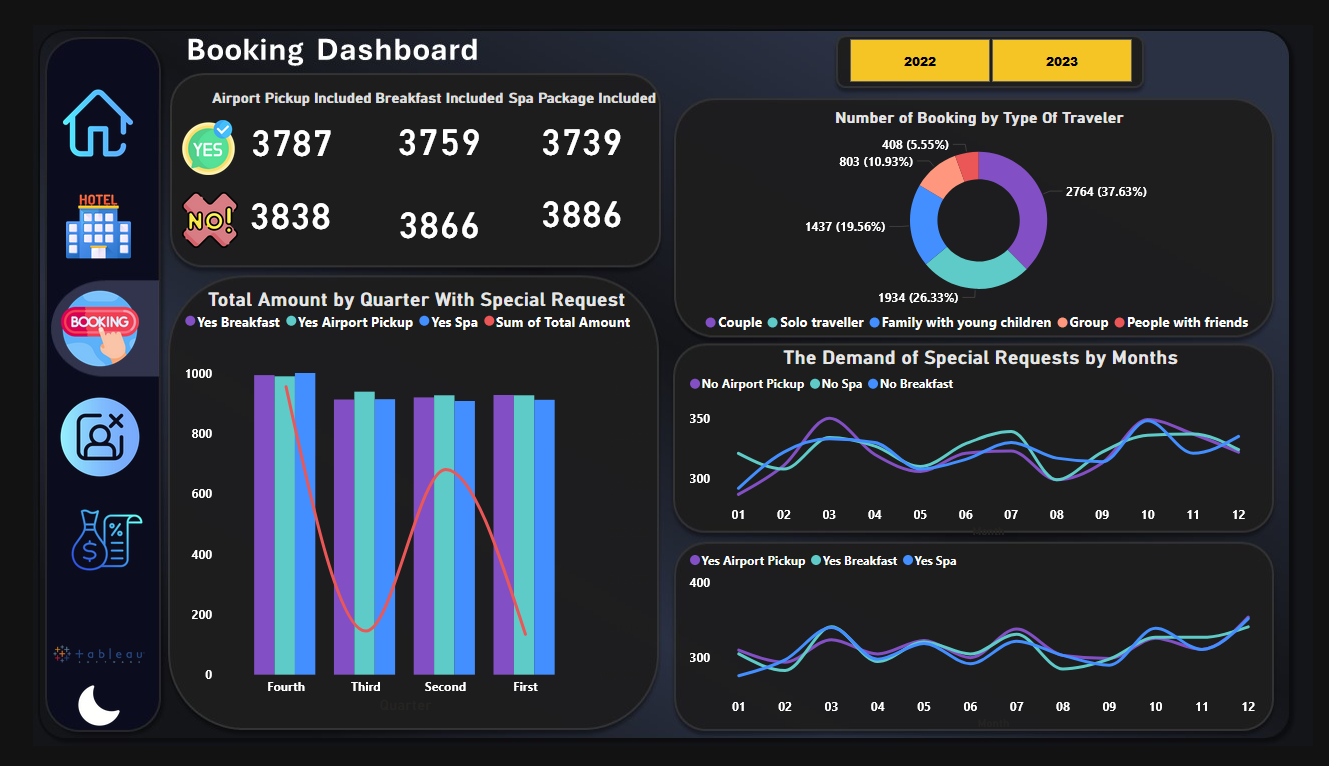 Booking Dashboard
2022
2023
Airport Pickup Included
Breakfast Included
Spa Package Included
YES
3787
3759
3739
NO!
3838
3866
3886
HOTEL
BOOKING
%
$
+ableau
Number of Booking by Type Of Traveler
408 (5.55%)
803 (10.93%)
2764 (37.63%)
1437 (19.56%)
1934 (26.33%)
Couple
Solo traveller
Family with young children
Group
People with friends
Total Amount by Quarter With Special Request
Yes Breakfast
Yes Airport Pickup
Yes Spa
Sum of Total Amount
1000
800
600
400
200
0
Fourth
Third
Second
First
Quarter
The Demand of Special Requests by Months
No Airport Pickup
No Spa
No Breakfast
350
300
01 02 03 04 05 06 07 08 09 10 11 12
Month
Yes Airport Pickup
Yes Breakfast
Yes Spa
400
300
01 02 03 04 05 06 07 08 09 10 11 12
Month